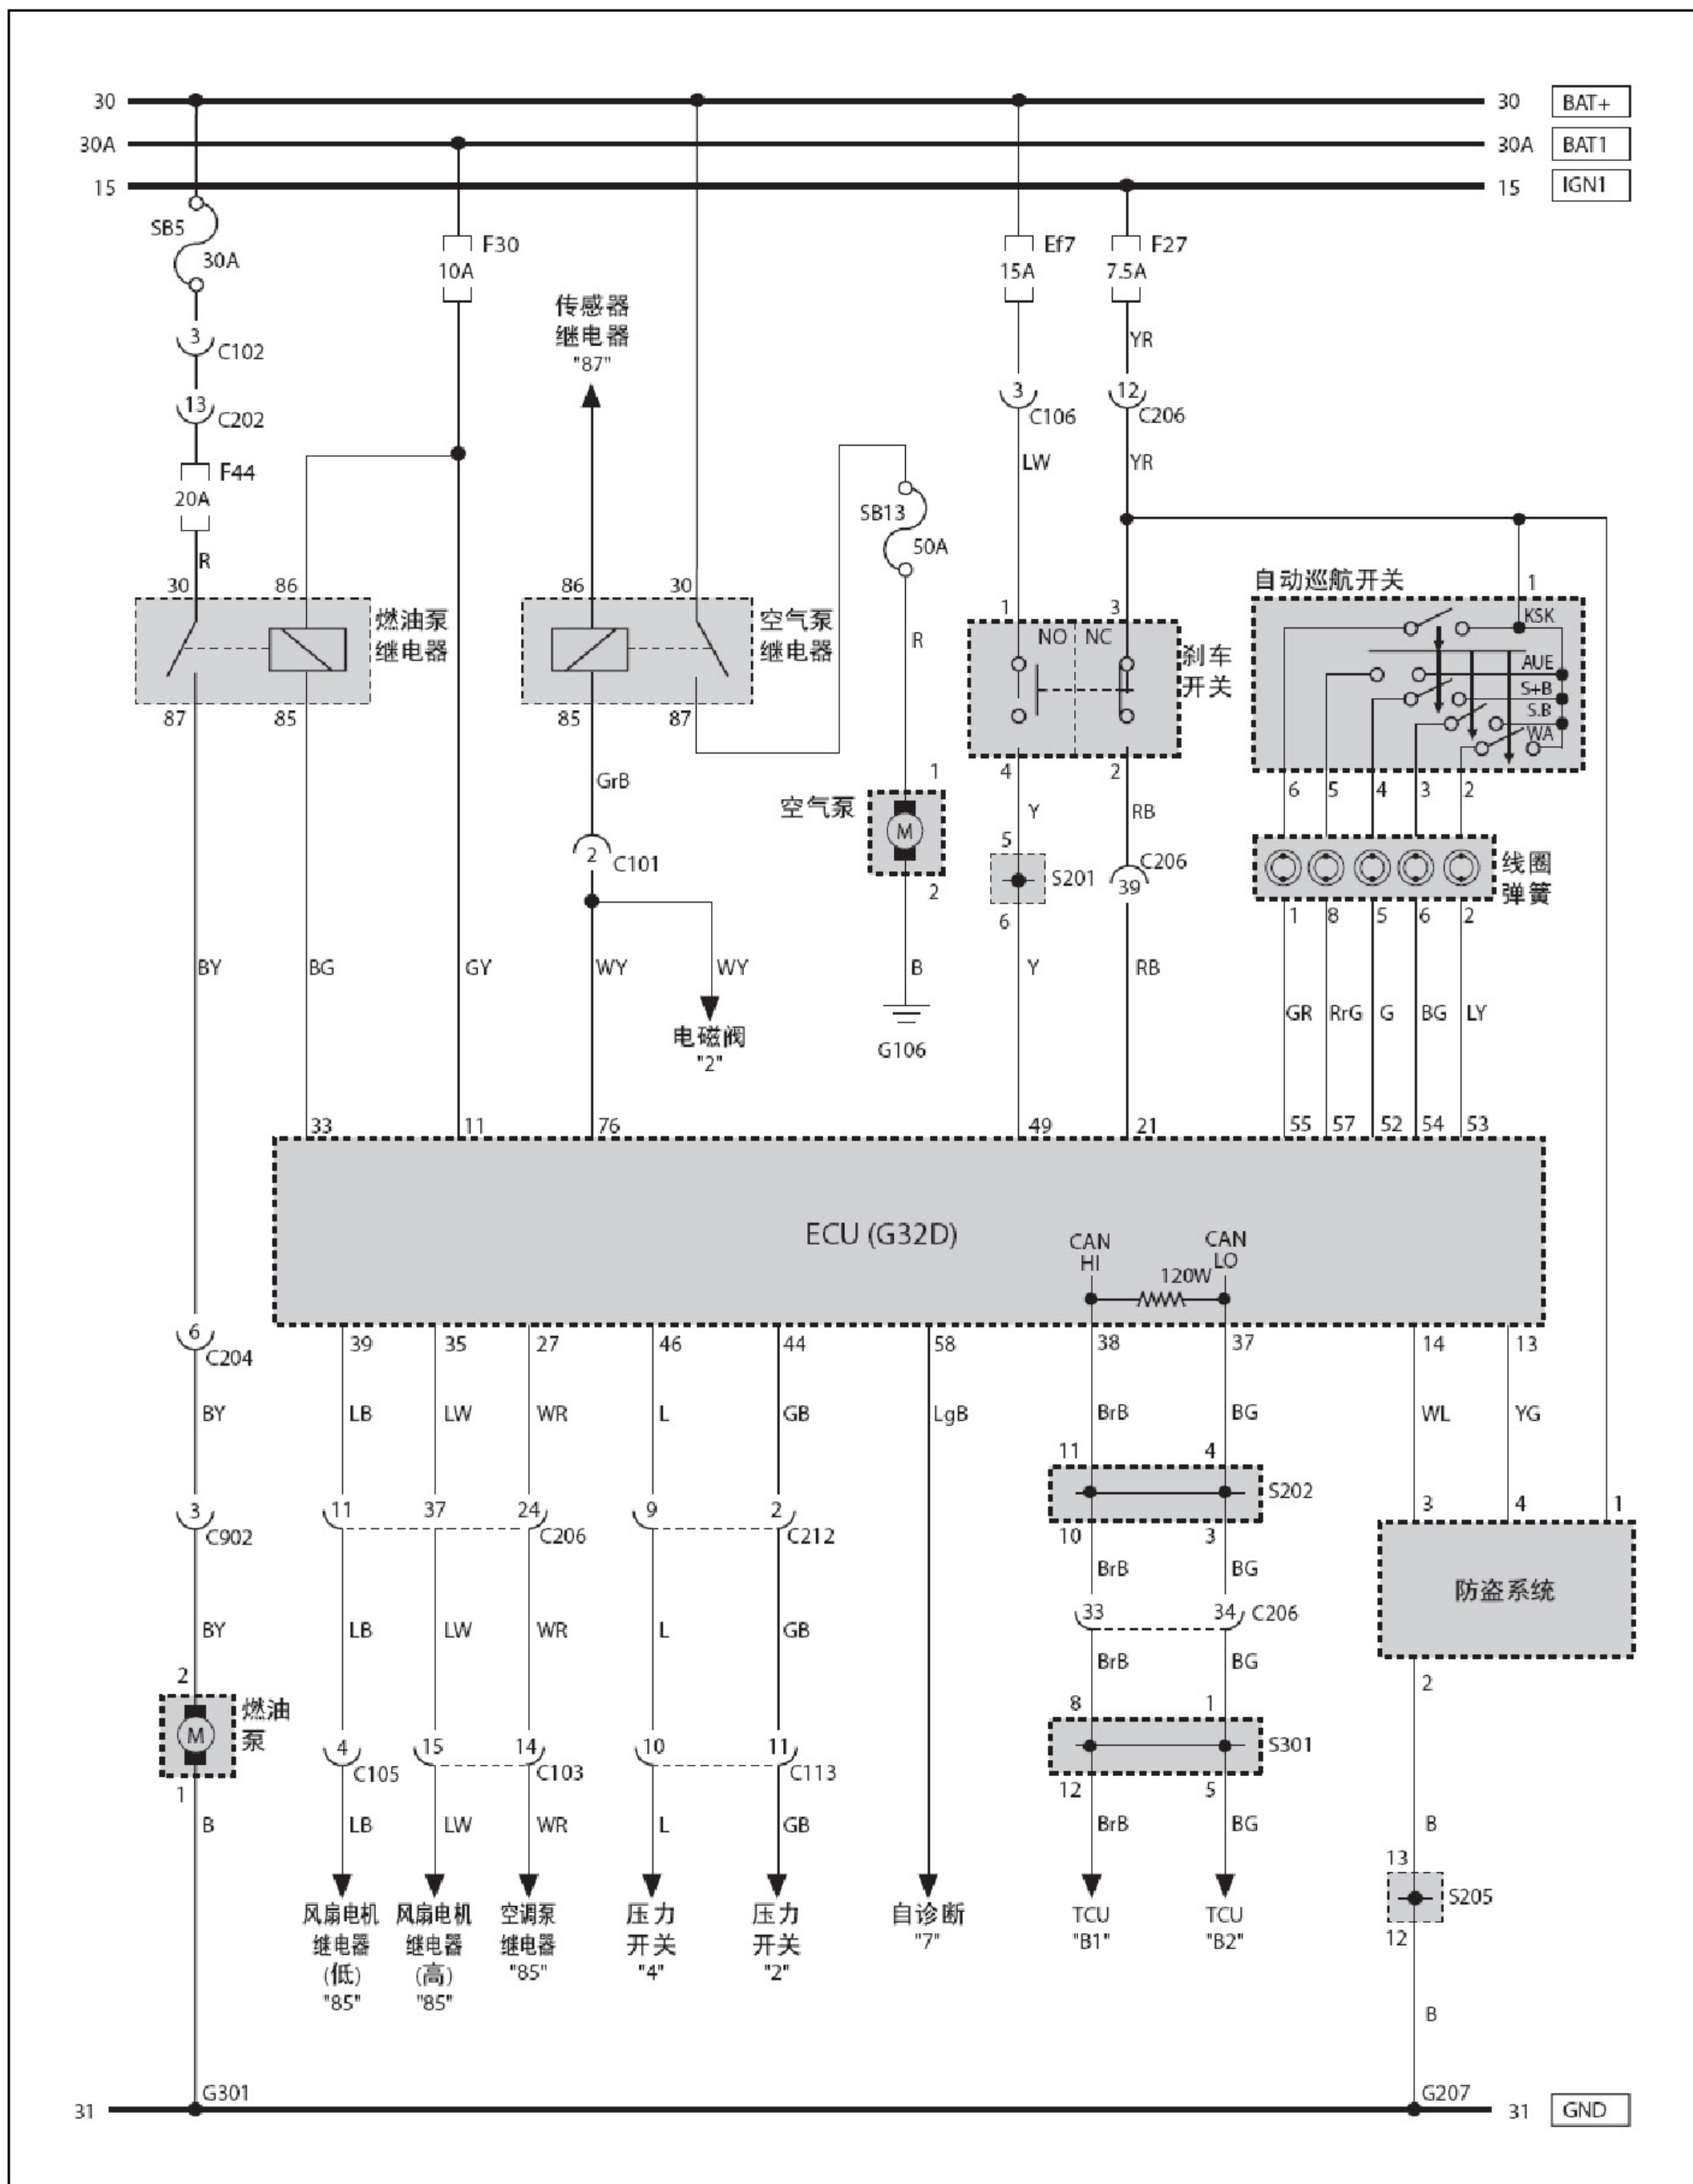 30
30
BAT+
30A
30A
BAT1
15
15
IGN1
SB5
30A
F30
10A
Ef7
15A
F27
7.5A
传感器
继电器
"87"
3
C102
YR
13
C202
3
C106
12
C206
F44
20A
LW
YR
SB13
50A
R
30
86
86
30
自动巡航开关
1
燃油泵
继电器
空气泵
继电器
R
1
3
NO
NC
刹车
开关
KSK
AUE
S+B
S.B
WA
87
85
85
87
GrB
4
2
6
5
4
3
2
空气泵
1
M
2
Y
RB
2
C101
5
S201
6
C206
39
线圈
弹簧
1
8
5
6
2
BY
BG
GY
WY
WY
B
Y
RB
GR
RrG
G
BG
LY
电磁阀
"2"
G106
33
11
76
49
21
55
57
52
54
53
ECU (G32D)
CAN
HI
CAN
LO
120W
6
C204
39
35
27
46
44
58
38
37
14
13
BY
LB
LW
WR
L
GB
LgB
BrB
BG
WL
YG
11
4
S202
10
3
3
C902
11
37
24
C206
9
2
C212
3
4
1
BrB
BG
防盗系统
33
34
C206
BY
LB
LW
WR
L
GB
BrB
BG
2
2
燃油
泵
M
1
8
1
S301
12
5
4
C105
15
14
C103
10
11
C113
B
LB
LW
WR
L
GB
BrB
BG
B
13
S205
12
风扇电机
继电器
(低)
"85"
风扇电机
继电器
(高)
"85"
空调泵
继电器
"85"
压力
开关
"4"
压力
开关
"2"
自诊断
"7"
TCU
"B1"
TCU
"B2"
B
G301
G207
31
31
GND